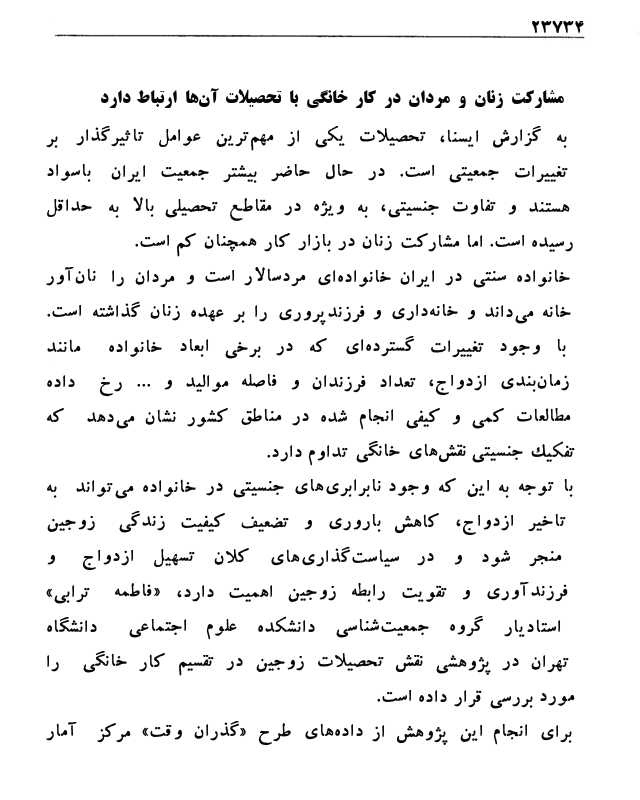 ۲۳۷۳۴
مشارکت زنان و مردان در کار خانگی با تحصیلات آن‌ها ارتباط دارد
به گزارش ایسنا، تحصیلات یکی از مهم‌ترین عوامل تاثیرگذار بر
تغییرات جمعیتی است. در حال حاضر بیشتر جمعیت ایران باسواد
هستند و تفاوت جنسیتی، به ویژه در مقاطع تحصیلی بالا به حداقل
رسیده است. اما مشارکت زنان در بازار کار همچنان کم است.
خانواده سنتی در ایران خانواده‌ای مردسالار است و مردان را نان‌آور
خانه می‌داند و خانه‌داری و فرزندپروری را بر عهده زنان گذاشته است.
با وجود تغییرات گسترده‌ای که در برخی ابعاد خانواده مانند
زمان‌بندی ازدواج، تعداد فرزندان و فاصله موالید و ... رخ داده
مطالعات کمی و کیفی انجام شده در مناطق کشور نشان می‌دهد که
تفکیك جنسیتی نقش‌های خانگی تداوم دارد.
با توجه به این که وجود نابرابری‌های جنسیتی در خانواده می‌تواند به
تاخیر ازدواج، کاهش باروری و تضعیف کیفیت زندگی زوجین
منجر شود و در سیاست‌گذاری‌های کلان تسهیل ازدواج و
فرزندآوری و تقویت رابطه زوجین اهمیت دارد، «فاطمه ترابی»
استادیار گروه جمعیت‌شناسی دانشکده علوم اجتماعی دانشگاه
تهران در پژوهشی نقش تحصیلات زوجین در تقسیم کار خانگی را
مورد بررسی قرار داده است.
برای انجام این پژوهش از داده‌های طرح «گذران وقت» مرکز آمار